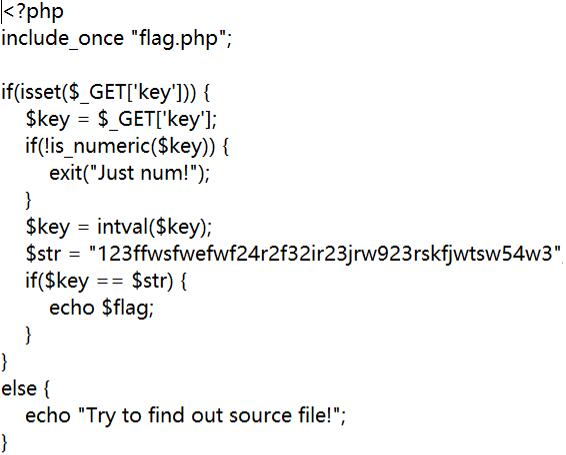 <?php
include_once "flag.php";
if(isset($_GET['key'])) {
$key = $_GET['key'];
if(!is_numeric($key)) {
exit("Just num!");
}
$key = intval($key);
$str = "123ffwsfwefwf24r2f32ir23jrw923rskfjwtsw54w3";
if($key == $str) {
echo $flag;
}
}
else {
echo "Try to find out source file!";
}